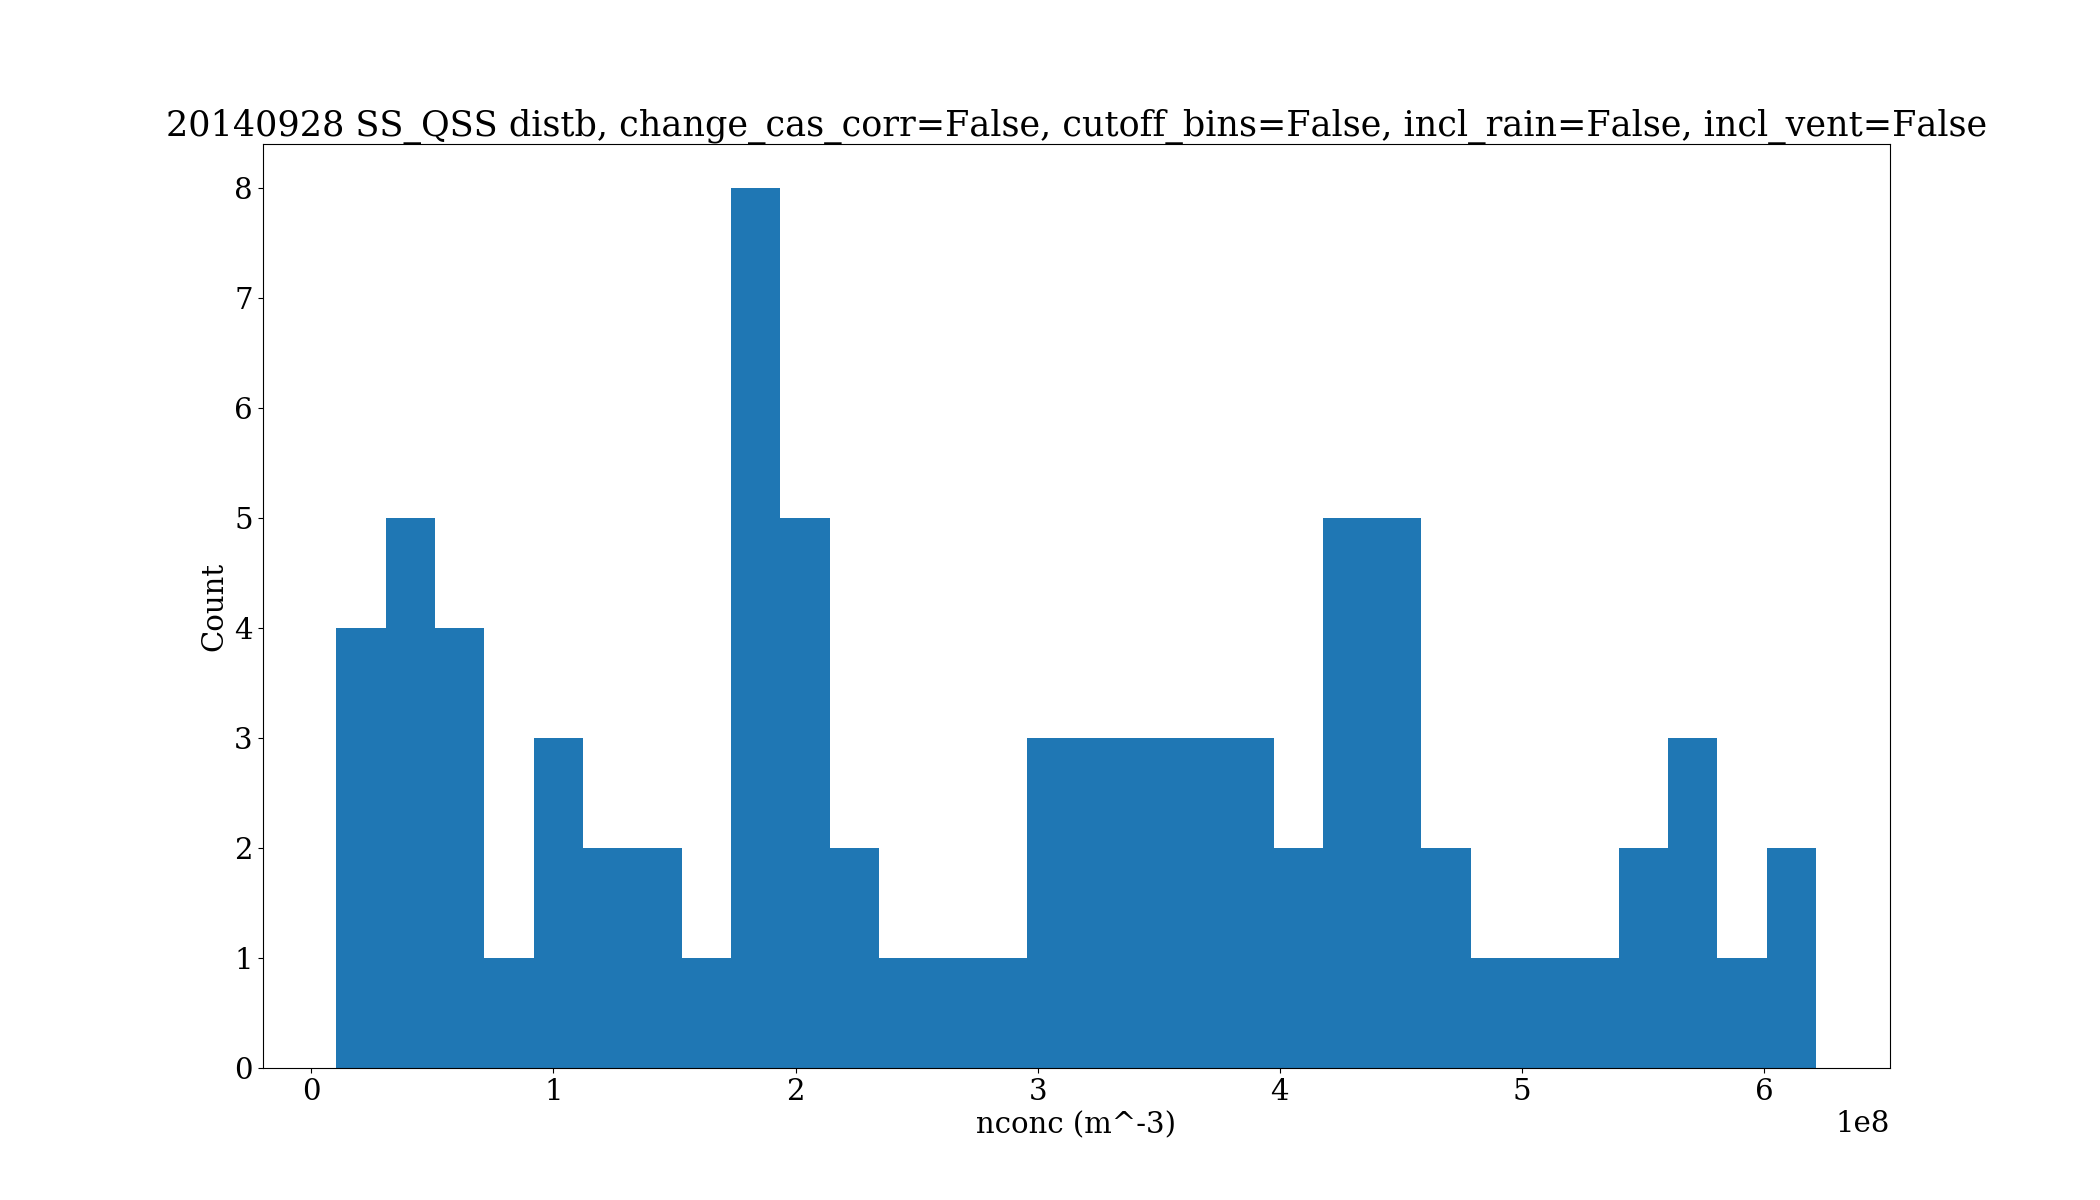 20140928 SS_QSS distb, change_cas_corr=False, cutoff_bins=False, incl_rain=False, incl_vent=False
8
7
6
5
4
3
2
1
0
Count
0 1 2 3 4 5 6
nconc (m^-3)
1e8